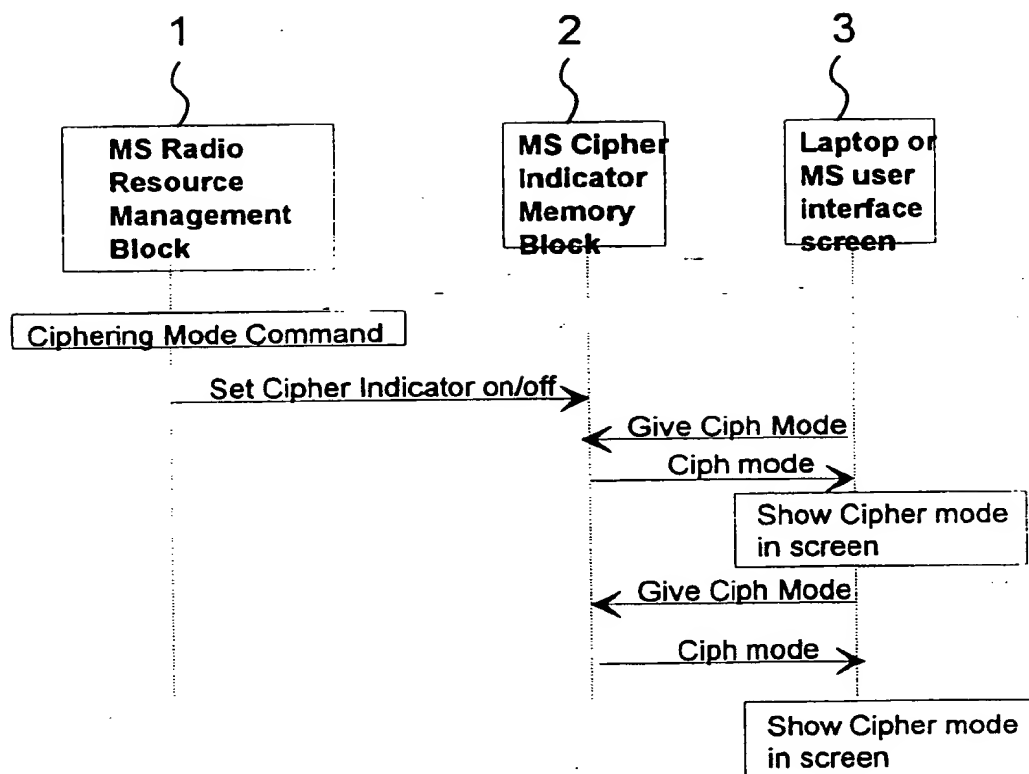 1
2
3
MS Radio
Resource
Management
Block
MS Cipher
Indicator
Memory
Block
Laptop or
MS user
interface
screen
Ciphering Mode Command
Set Cipher Indicator on/off
Give Ciph Mode
Ciph mode
Show Cipher mode
in screen
Give Ciph Mode
Ciph mode
Show Cipher mode
in screen